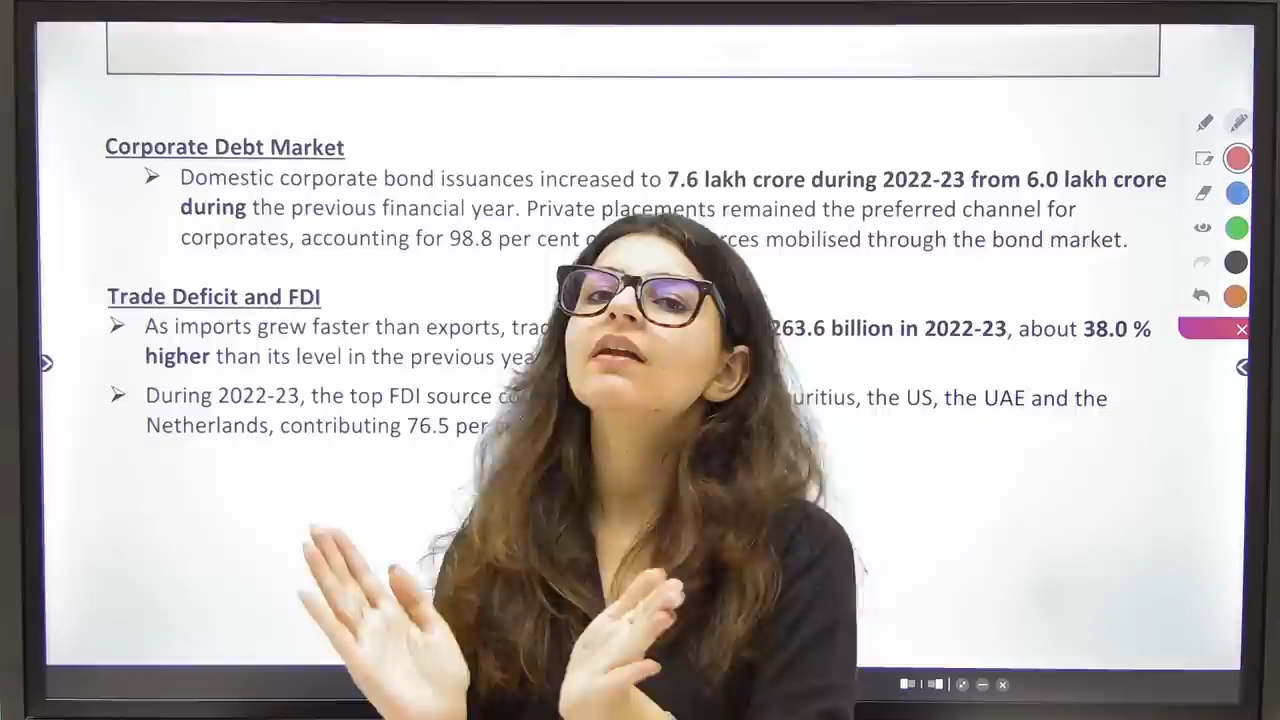 Corporate Debt Market
Domestic corporate bond issuances increased to 7.6 lakh crore during 2022-23 from 6.0 lakh crore
during the previous financial year. Private placements remained the preferred channel for
corporates, accounting for 98.8 per cent mobilised through the bond market.
Trade Deficit and FDI
As imports grew faster than exports, 263.6 billion in 2022-23, about 38.0 %
higher than its level in the previous
During 2022-23, the top FDI source the US, the UAE and the
Netherlands, contributing 76.5 per